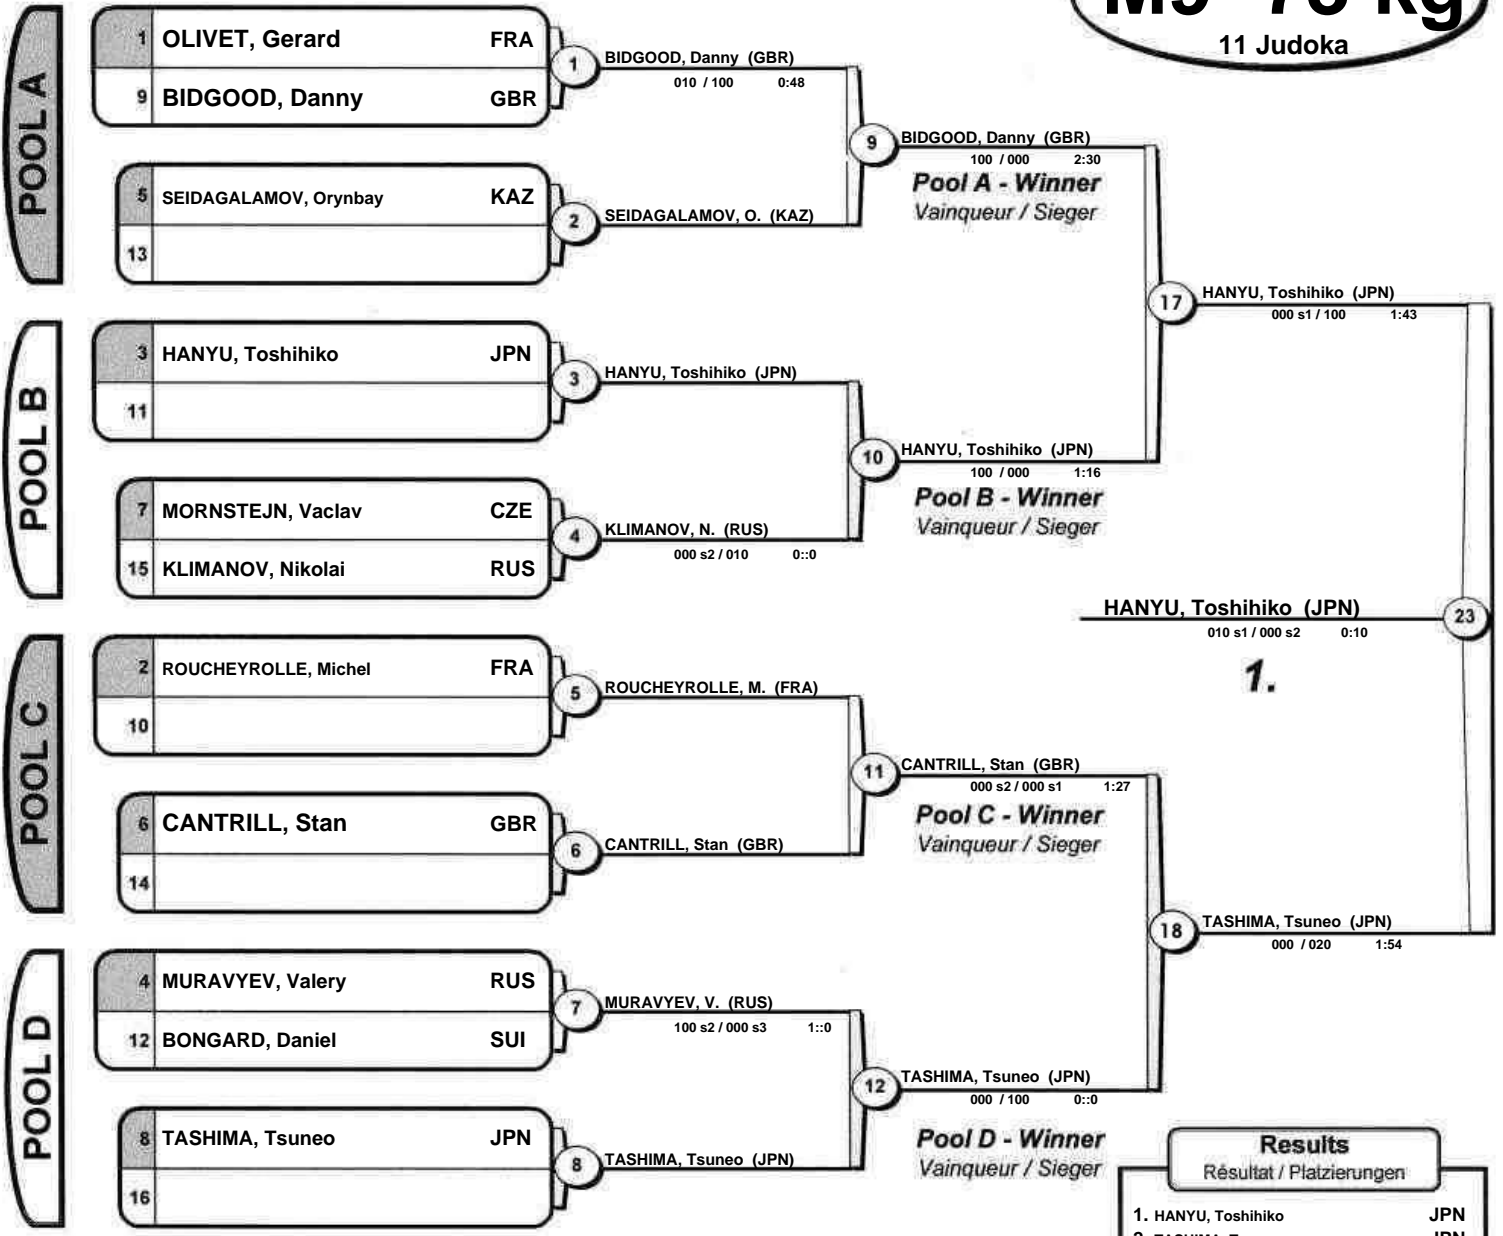 M9 -73 kg
11 Judoka
POOL A
1 OLIVET, Gerard FRA
9 BIDGOOD, Danny GBR
5 SEIDAGALAMOV, Orynbay KAZ
13
1
BIDGOOD, Danny (GBR)
010 / 100 0:48
2
SEIDAGALAMOV, O. (KAZ)
9
BIDGOOD, Danny (GBR)
100 / 000 2:30
Pool A - Winner
Vainqueur / Sieger
POOL B
3 HANYU, Toshihiko JPN
11
7 MORNSTEJN, Vaclav CZE
15 KLIMANOV, Nikolai RUS
3
HANYU, Toshihiko (JPN)
4
KLIMANOV, N. (RUS)
000 s2 / 010 0::0
10
HANYU, Toshihiko (JPN)
100 / 000 1:16
Pool B - Winner
Vainqueur / Sieger
17
HANYU, Toshihiko (JPN)
000 s1 / 100 1:43
HANYU, Toshihiko (JPN)
23
010 s1 / 000 s2 0:10
1.
POOL C
2 ROUCHEYROLLE, Michel FRA
10
6 CANTRILL, Stan GBR
14
5
ROUCHEYROLLE, M. (FRA)
6
CANTRILL, Stan (GBR)
11
CANTRILL, Stan (GBR)
000 s2 / 000 s1 1:27
Pool C - Winner
Vainqueur / Sieger
POOL D
4 MURAVYEV, Valery RUS
12 BONGARD, Daniel SUI
8 TASHIMA, Tsuneo JPN
16
7
MURAVYEV, V. (RUS)
100 s2 / 000 s3 1::0
8
TASHIMA, Tsuneo (JPN)
12
TASHIMA, Tsuneo (JPN)
000 / 100 0::0
Pool D - Winner
Vainqueur / Sieger
18
TASHIMA, Tsuneo (JPN)
000 / 020 1:54
Results
Résultat / Platzierungen
1. HANYU, Toshihiko JPN